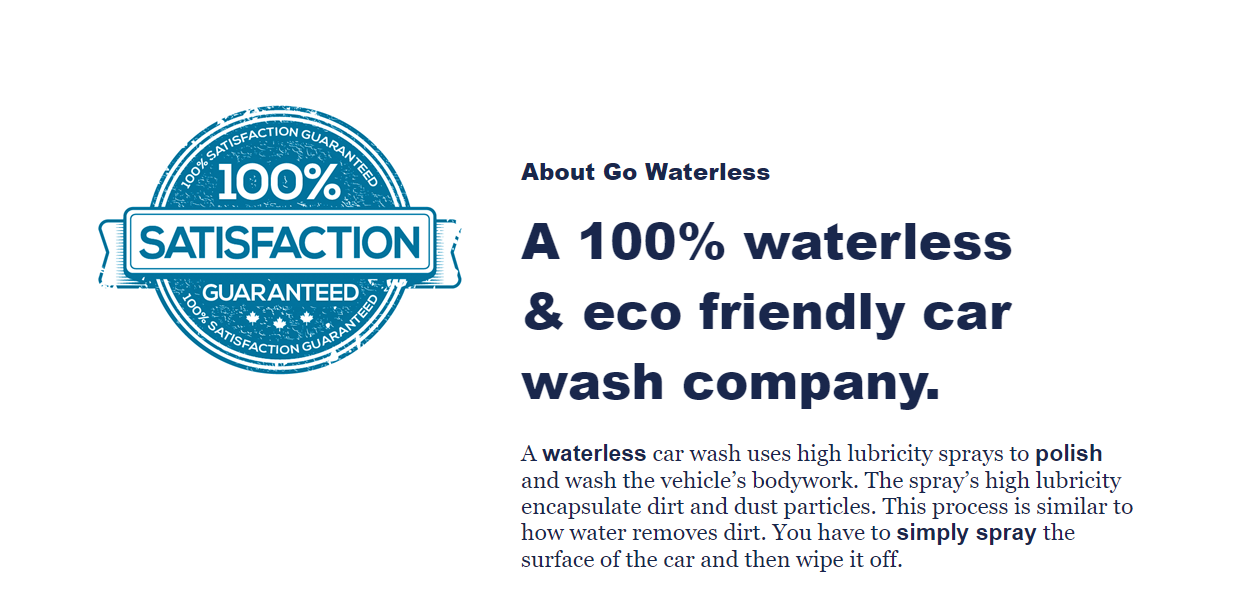 100% SATISFACTION GUARANTEED
100%
SATISFACTION
GUARANTEED
100% SATISFACTION GUARANTEED
About Go Waterless
A 100% waterless
& eco friendly car
wash company.
A waterless car wash uses high lubricity sprays to polish
and wash the vehicle’s bodywork. The spray’s high lubricity
encapsulate dirt and dust particles. This process is similar to
how water removes dirt. You have to simply spray the
surface of the car and then wipe it off.